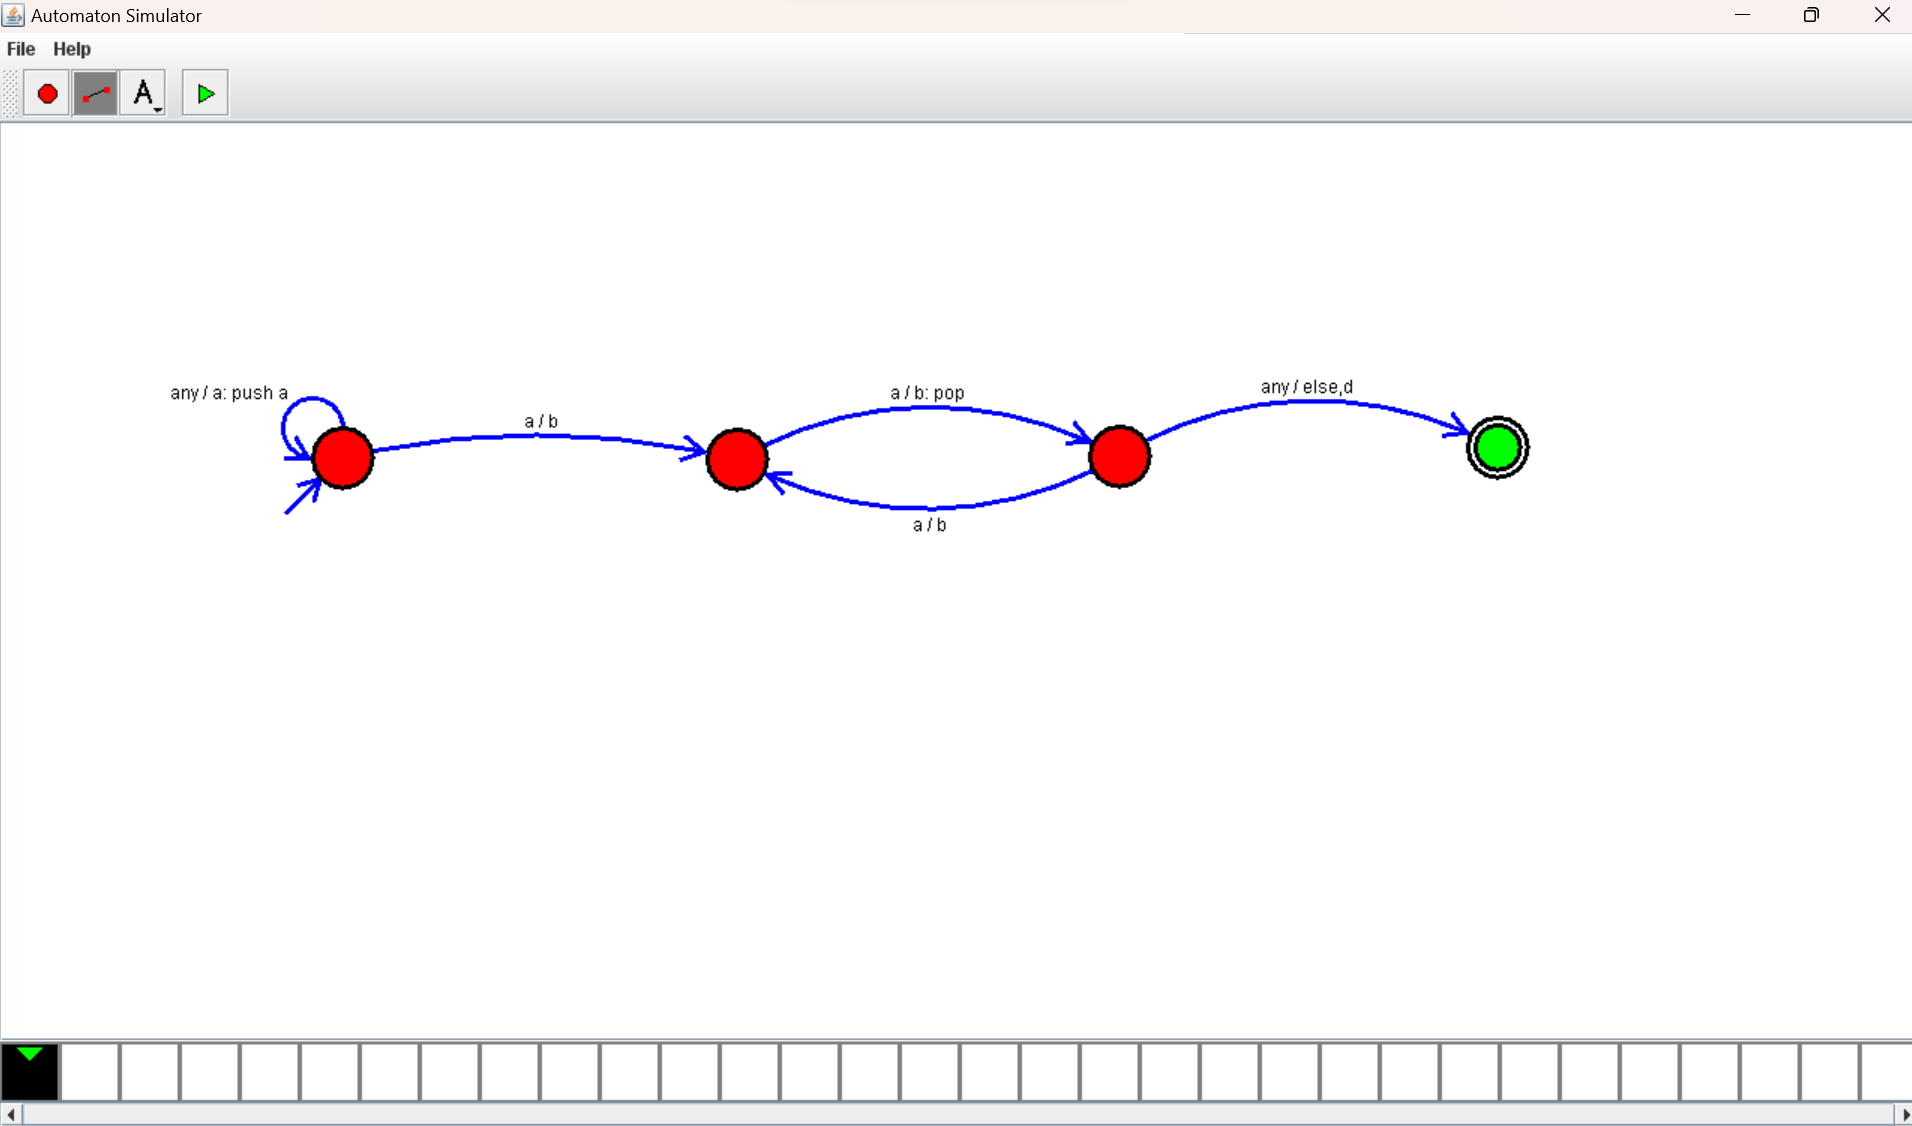 Automaton Simulator
File Help
A
any / a: push a
a / b
a / b: pop
any / else,d
a / b